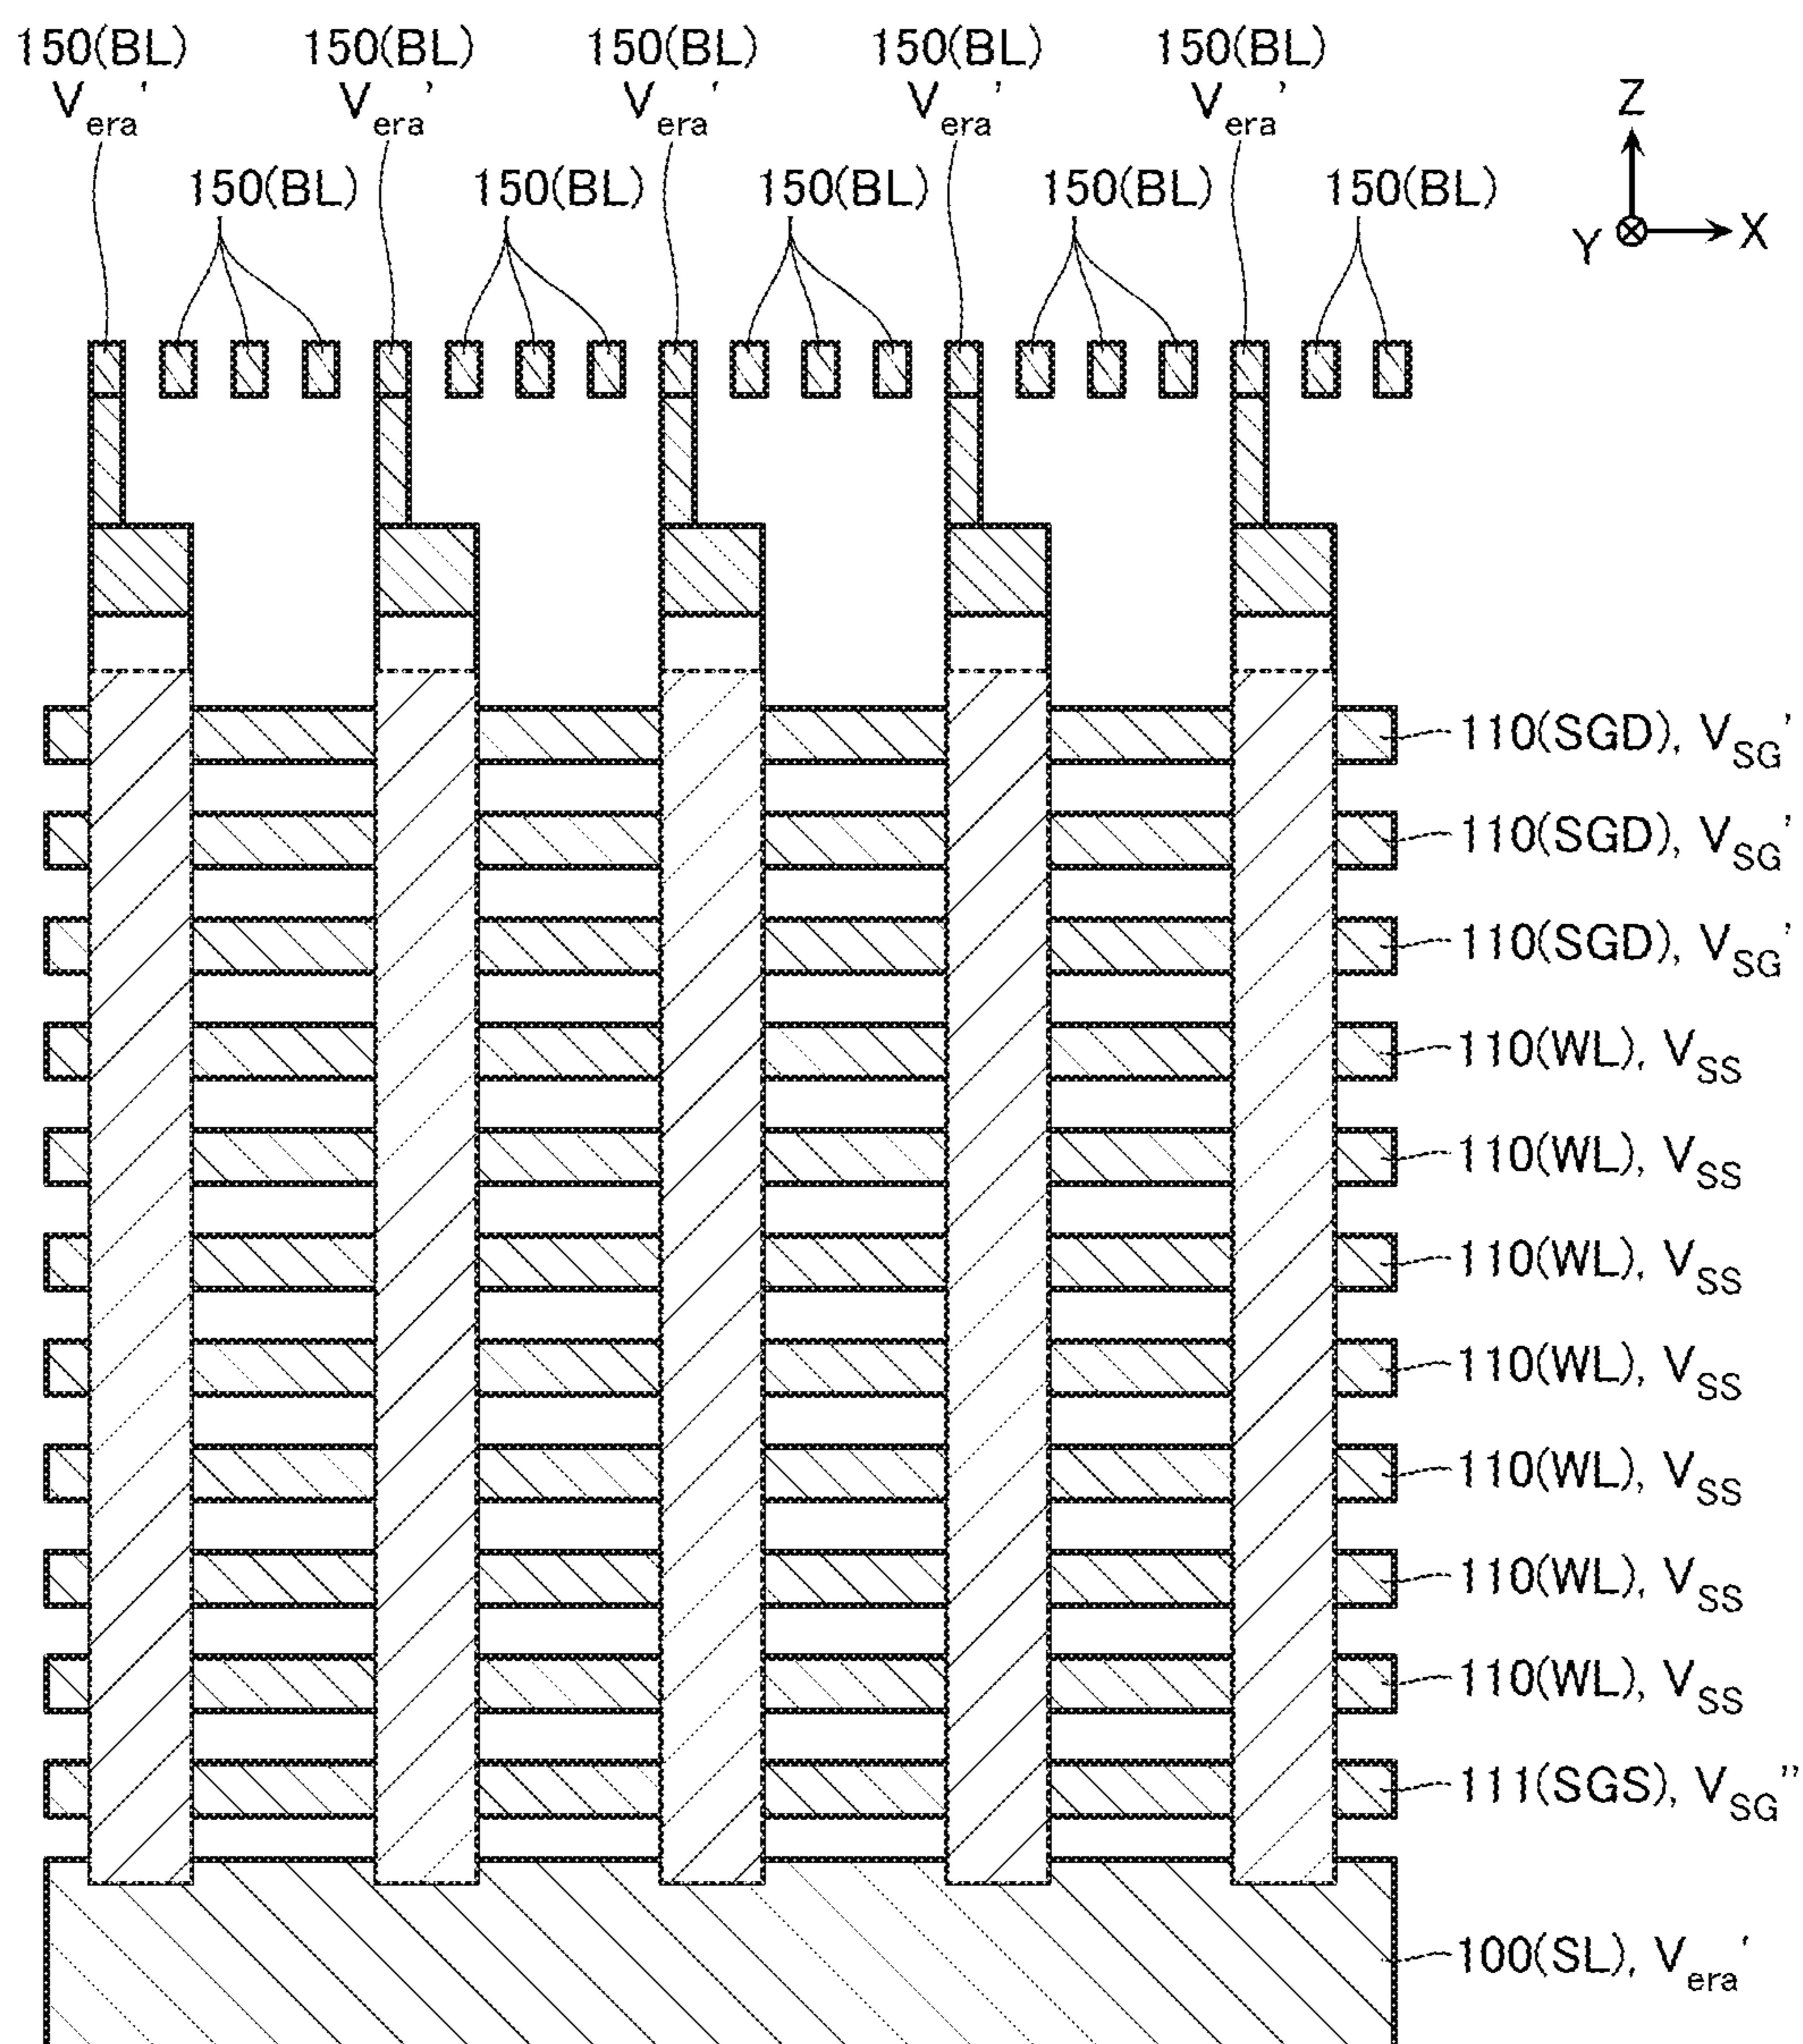 150(BL) 150(BL) 150(BL) 150(BL) 150(BL)
Vera' Vera' Vera' Vera' Vera'
Z
150(BL) 150(BL) 150(BL) 150(BL) 150(BL)
Y X
110(SGD), VSG'
110(SGD), VSG'
110(SGD), VSG'
110(WL), VSS
110(WL), VSS
110(WL), VSS
110(WL), VSS
110(WL), VSS
110(WL), VSS
110(WL), VSS
111(SGS), VSG''
100(SL), Vera'